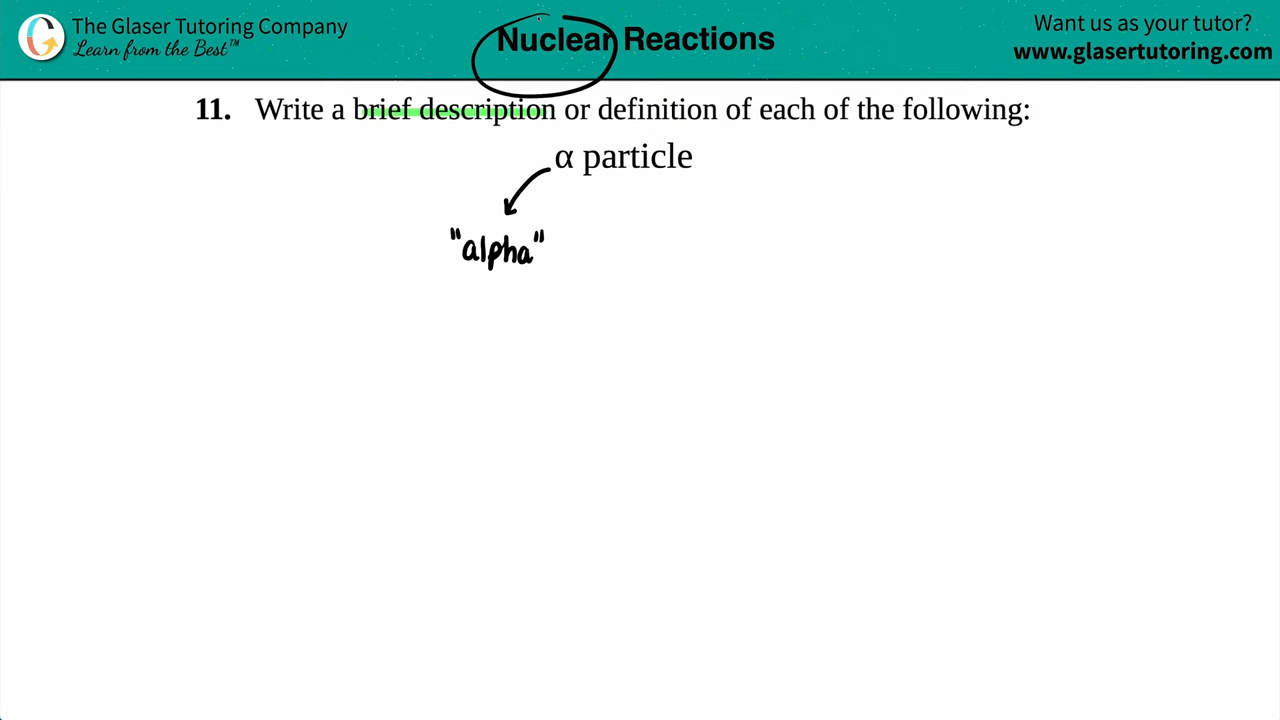 The Glaser Tutoring Company
Learn from the Best™
Nuclear Reactions
Want us as your tutor?
www.glasertutoring.com
11. Write a brief description or definition of each of the following:
α particle
"alpha"